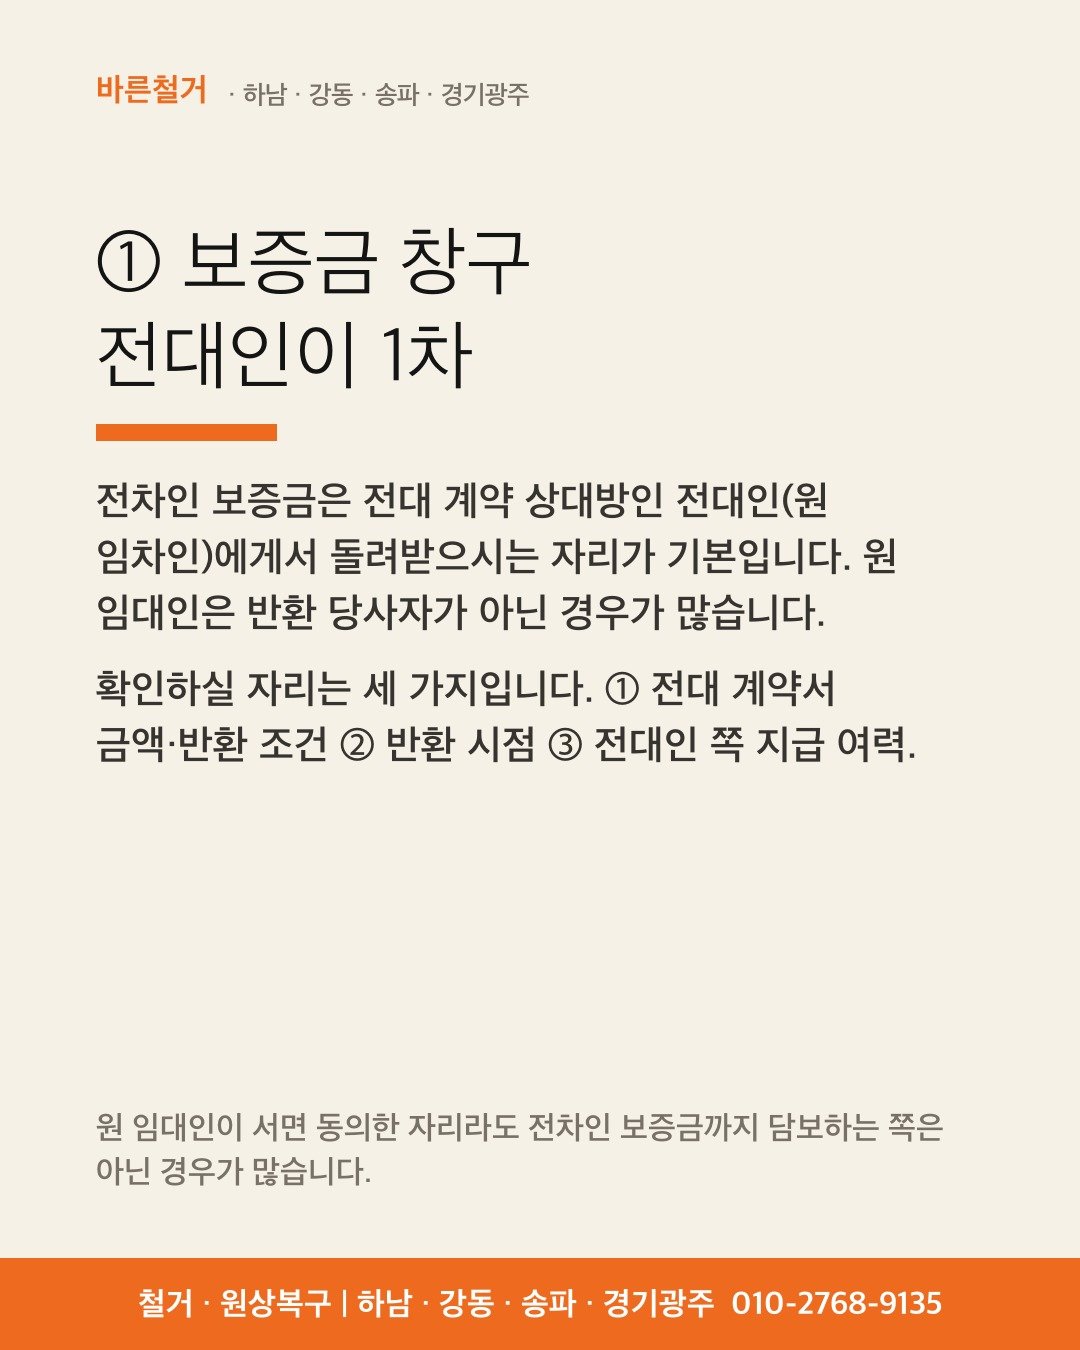 바른철거 · 하남 · 강동 · 송파 · 경기광주
① 보증금 창구
전대인이 1차
전차인 보증금은 전대 계약 상대방인 전대인(원
임차인)에게서 돌려받으시는 자리가 기본입니다. 원
임대인은 반환 당사자가 아닌 경우가 많습니다.
확인하실 자리는 세 가지입니다. ① 전대 계약서
금액·반환 조건 ② 반환 시점 ③ 전대인 쪽 지급 여력.
원 임대인이 서면 동의한 자리라도 전차인 보증금까지 담보하는 쪽은
아닌 경우가 많습니다.
철거 · 원상복구 | 하남 · 강동 · 송파 · 경기광주 010-2768-9135